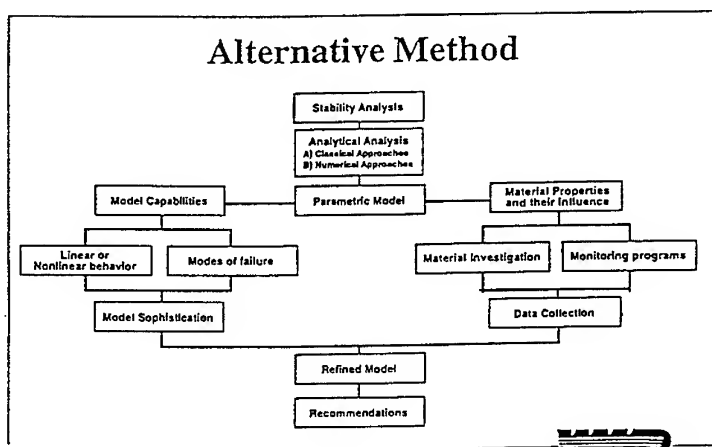 Alternative Method
Stability Analysis
Analytical Analysis
A) Classical Approaches
B) Numerical Approaches
Model Capabilities
Parametric Model
Material Properties
and their Influence
Linear or
Nonlinear behavior
Modes of failure
Material Investigation
Monitoring programs
Model Sophistication
Data Collection
Refined Model
Recommendations